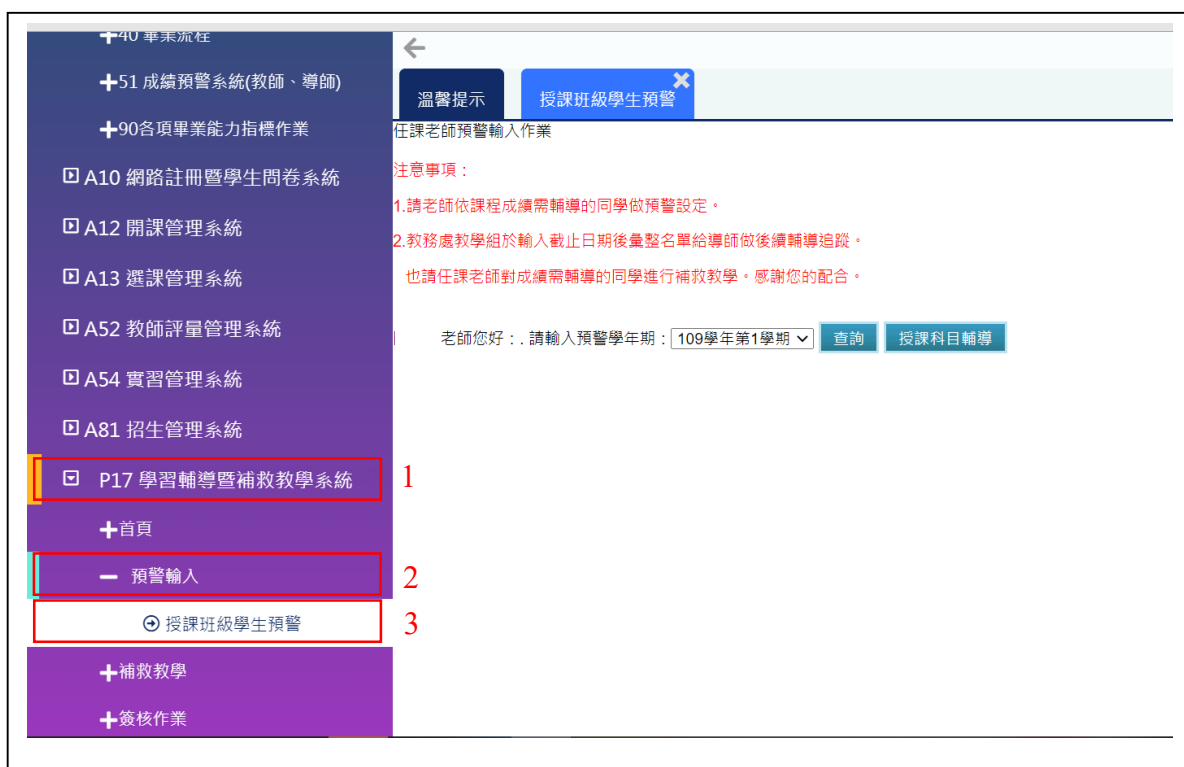 40 畢業流程
51 成績預警系統(教師、導師)
90各項畢業能力指標作業
A10 網路註冊暨學生問卷系統
A12 開課管理系統
A13 選課管理系統
A52 教師評量管理系統
A54 實習管理系統
A81 招生管理系統
P17 學習輔導暨補救教學系統
1
首頁
預警輸入
2
授課班級學生預警
3
補救教學
簽核作業
溫馨提示
授課班級學生預警
任課老師預警輸入作業
注意事項：
1.請老師依課程成績需輔導的同學做預警設定。
2.教務處教學組於輸入截止日期後彙整名單給導師做後續輔導追蹤。
也請任課老師對成績需輔導的同學進行補救教學。感謝您的配合。
老師您好：. 請輸入預警學年期：109學年第1學期 查詢 授課科目輔導